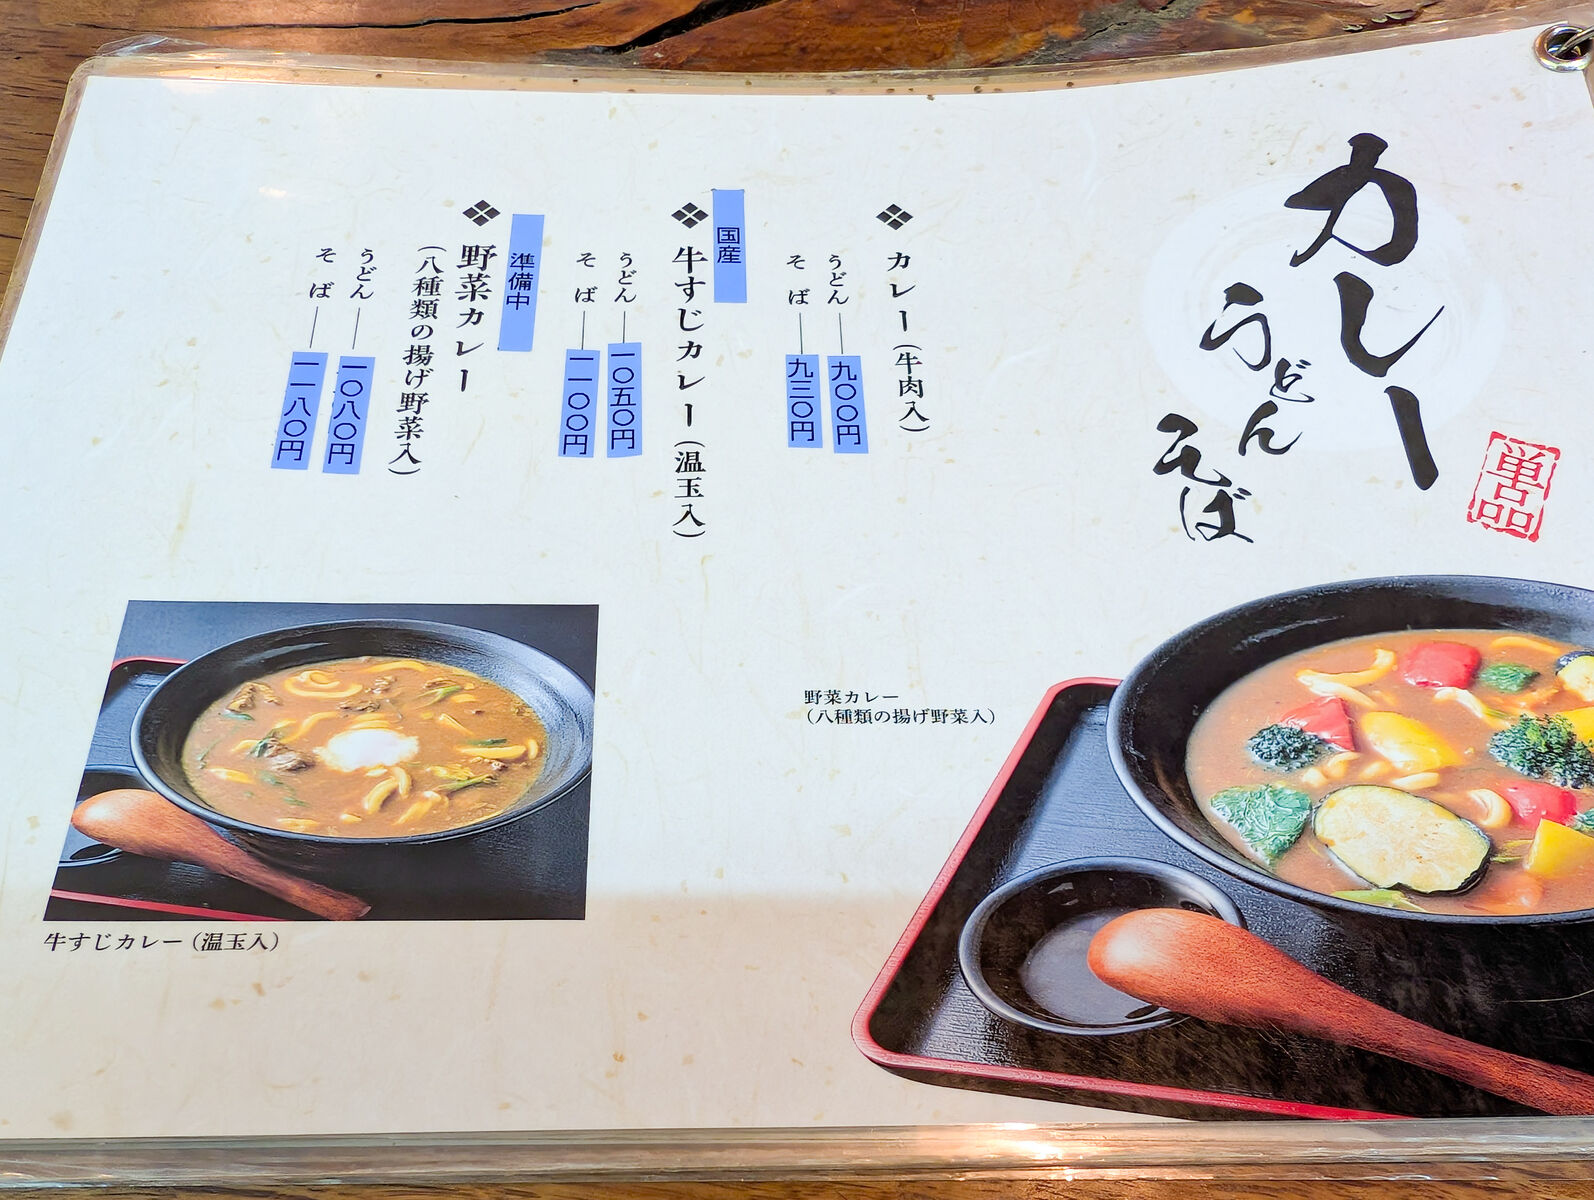 カレー
うどん
そば
単品
カレー（牛肉入）
うどん 九〇〇円
そば 九三〇円
国産
牛すじカレー（温玉入）
うどん 一〇五〇円
そば 一一〇〇円
準備中
野菜カレー
（八種類の揚げ野菜入）
うどん 一〇八〇円
そば 一一八〇円
野菜カレー
（八種類の揚げ野菜入）
牛すじカレー（温玉入）